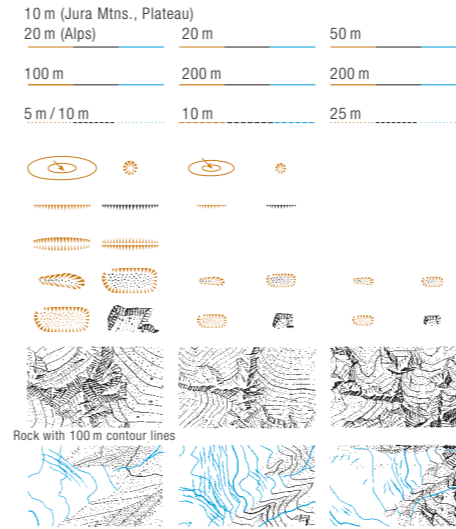 10 m (Jura Mtns., Plateau)
20 m (Alps) 20 m 50 m
100 m 200 m 200 m
5 m / 10 m 10 m 25 m
Rock with 100 m contour lines